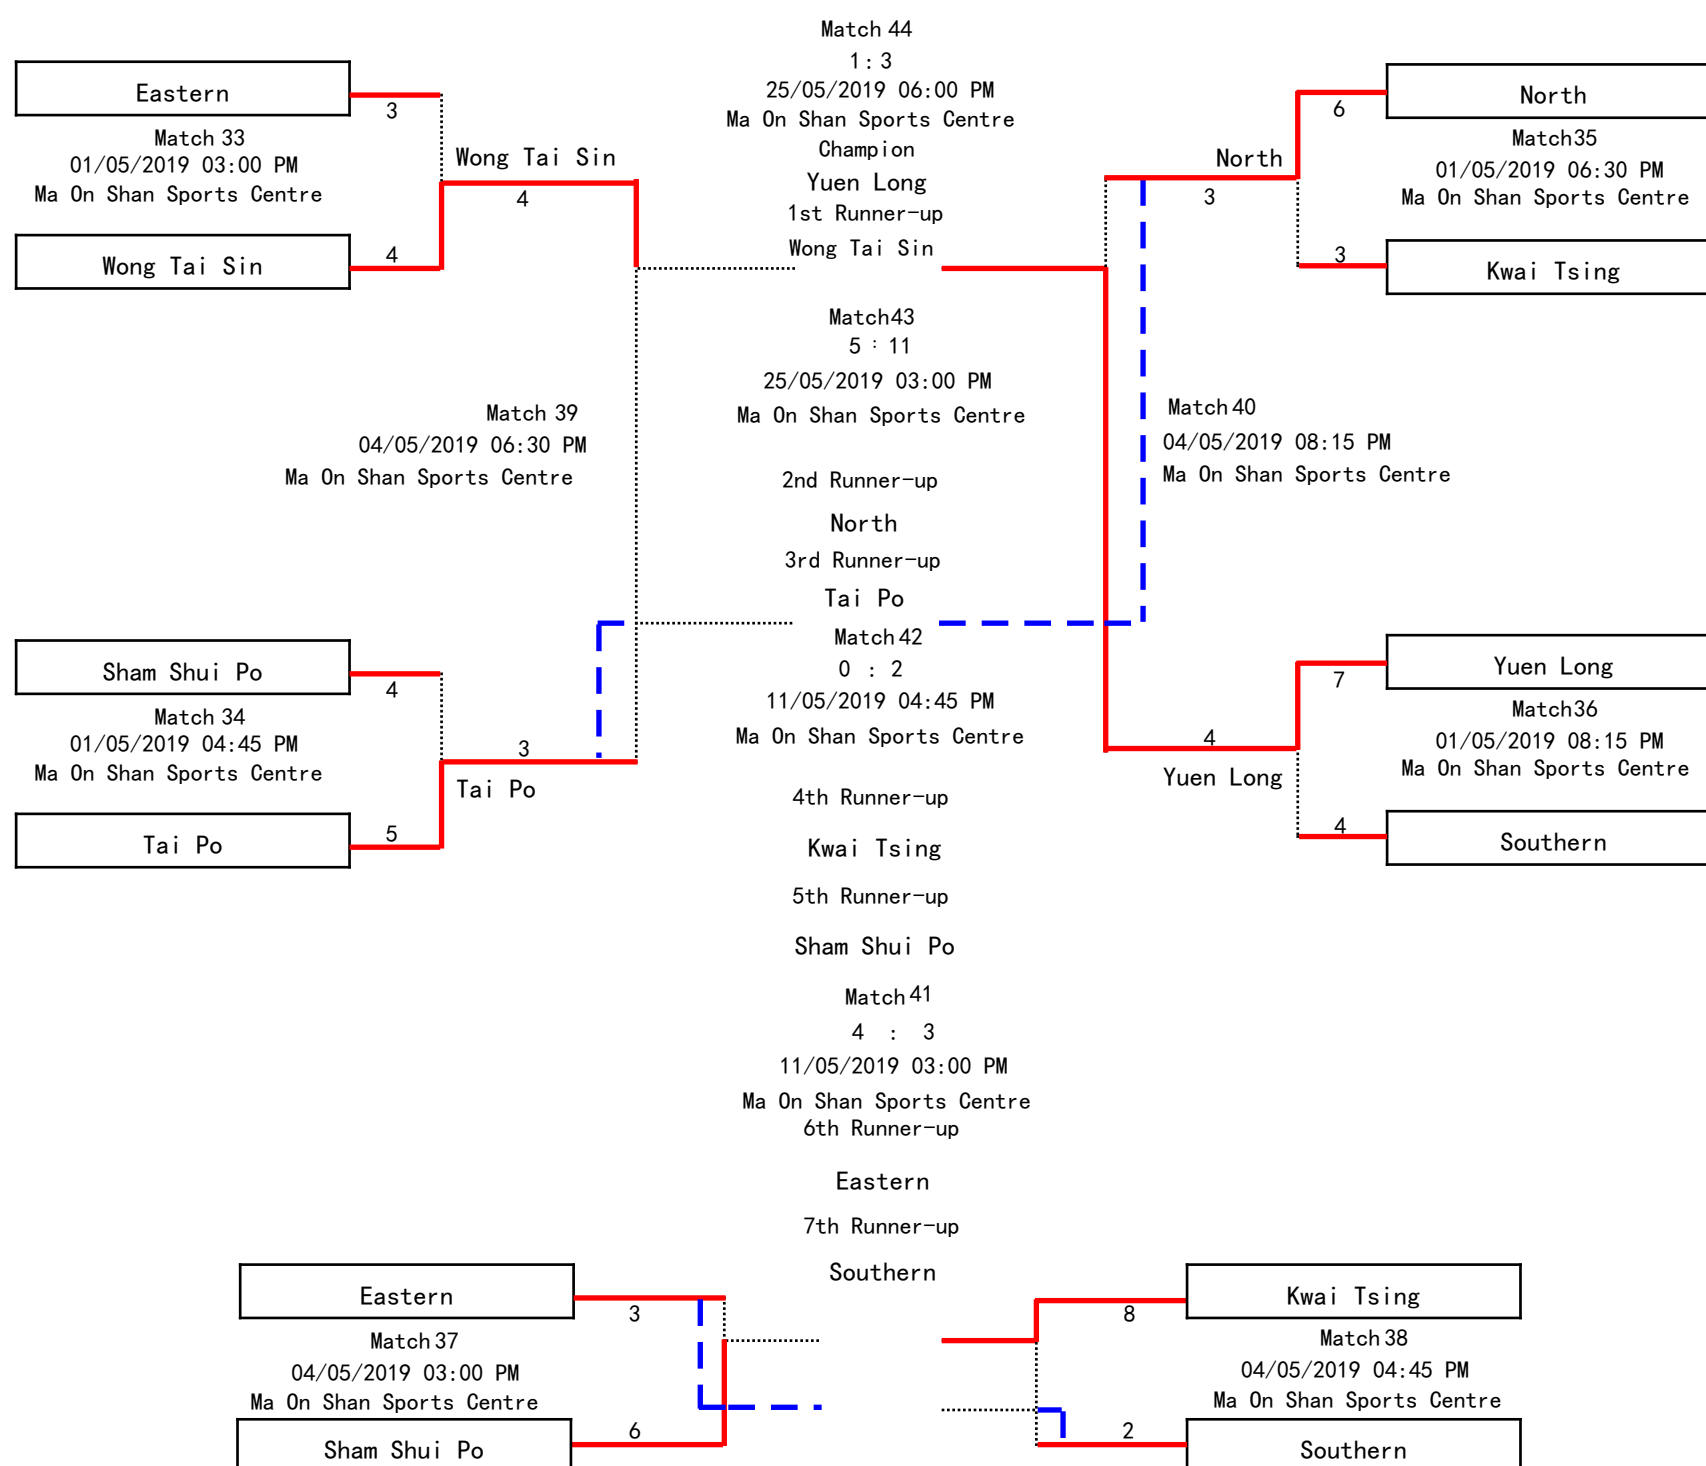 Match 44
1 : 3
25/05/2019 06:00 PM
Ma On Shan Sports Centre
Champion
Yuen Long
1st Runner-up
Wong Tai Sin
Eastern
3
Match 33
01/05/2019 03:00 PM
Ma On Shan Sports Centre
Wong Tai Sin
4
Wong Tai Sin
4
North
6
Match35
01/05/2019 06:30 PM
Ma On Shan Sports Centre
North
3
Kwai Tsing
3
Match43
5 : 11
25/05/2019 03:00 PM
Ma On Shan Sports Centre
Match 39
04/05/2019 06:30 PM
Ma On Shan Sports Centre
Match 40
04/05/2019 08:15 PM
Ma On Shan Sports Centre
2nd Runner-up
North
3rd Runner-up
Tai Po
Match 42
0 : 2
11/05/2019 04:45 PM
Ma On Shan Sports Centre
Sham Shui Po
4
Match 34
01/05/2019 04:45 PM
Ma On Shan Sports Centre
3
Tai Po
Tai Po
5
Yuen Long
7
Match36
01/05/2019 08:15 PM
Ma On Shan Sports Centre
4
Yuen Long
Southern
4
4th Runner-up
Kwai Tsing
5th Runner-up
Sham Shui Po
Match 41
4 : 3
11/05/2019 03:00 PM
Ma On Shan Sports Centre
6th Runner-up
Eastern
7th Runner-up
Southern
Eastern
3
Match 37
04/05/2019 03:00 PM
Ma On Shan Sports Centre
Sham Shui Po
6
Kwai Tsing
8
Match 38
04/05/2019 04:45 PM
Ma On Shan Sports Centre
Southern
2